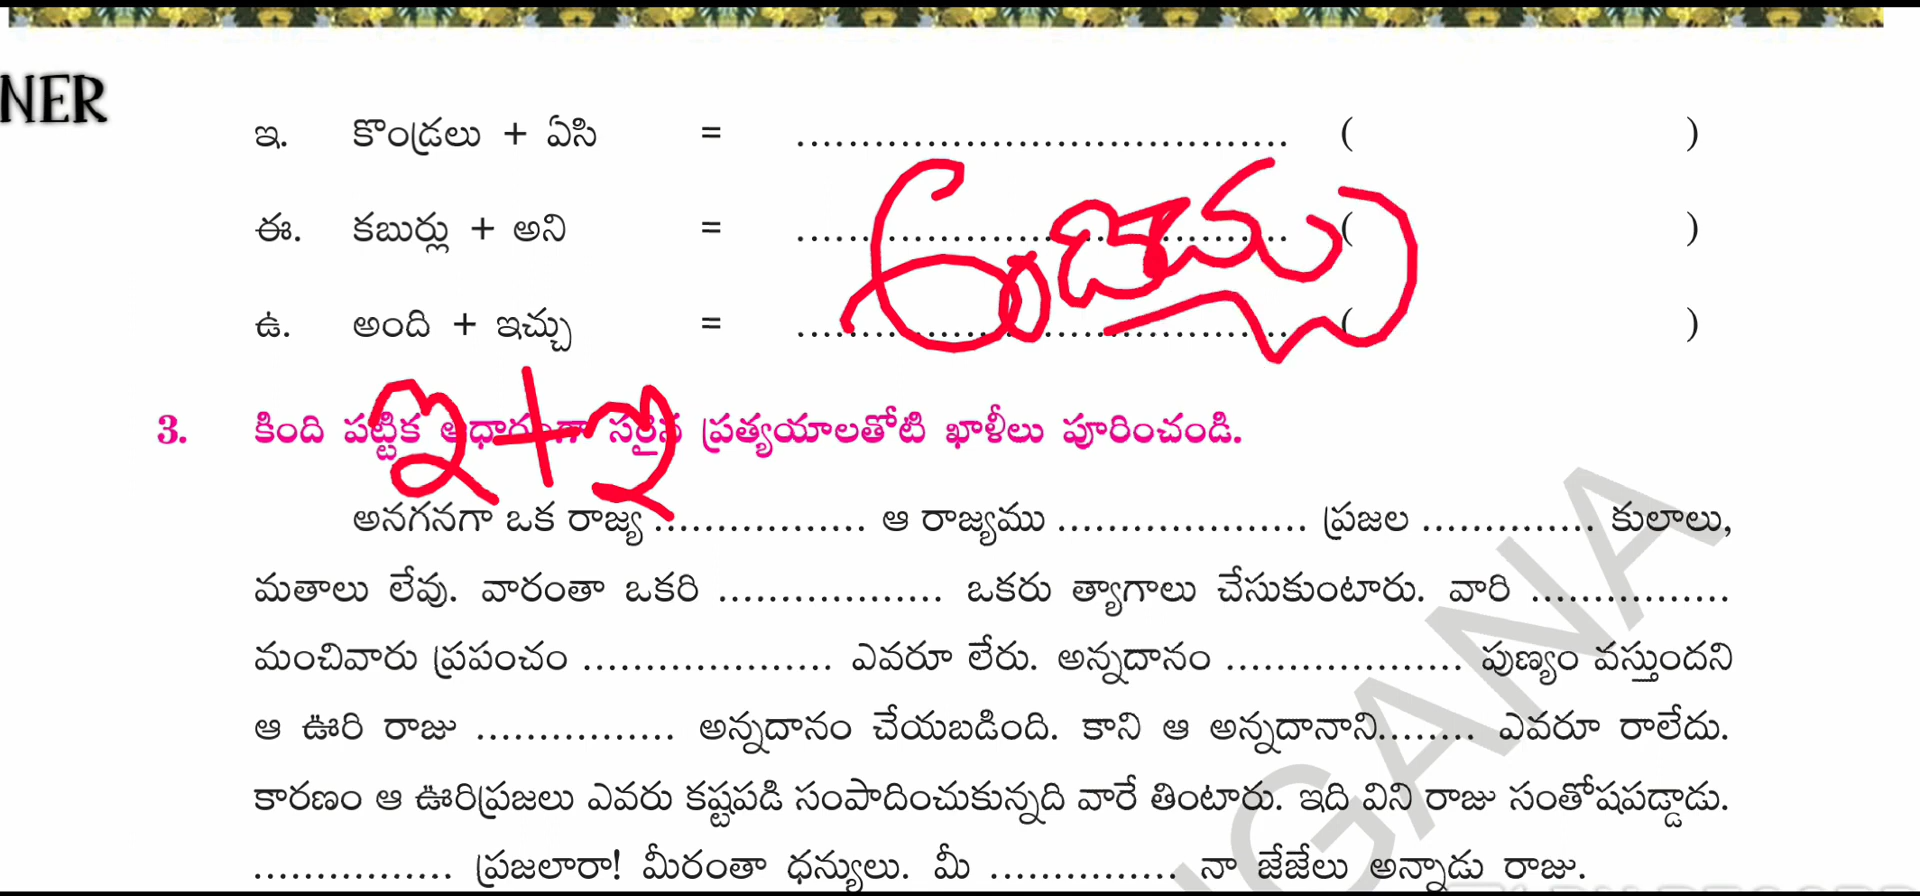 NER
ఇ. కొండ్రలు + ఏసి = ..................................... ( )
ఈ. కబుర్లు + అని = ..................................... ( )
ఉ. అంది + ఇచ్చు = ..................................... ( )
ఇ+ఇ
3. కింది పట్టిక ఆధారంగా సరైన ప్రత్యయాలతోటి ఖాళీలు పూరించండి.
అనగనగా ఒక రాజ్య ................. ఆ రాజ్యము .................... ప్రజల .............. కులాలు,
మతాలు లేవు. వారంతా ఒకరి .................. ఒకరు త్యాగాలు చేసుకుంటారు. వారి ................
మంచివారు ప్రపంచం .................... ఎవరూ లేరు. అన్నదానం ................... పుణ్యం వస్తుందని
ఆ ఊరి రాజు ................ అన్నదానం చేయబడింది. కాని ఆ అన్నదానాని........ ఎవరూ రాలేదు.
కారణం ఆ ఊరిప్రజలు ఎవరు కష్టపడి సంపాదించుకున్నది వారే తింటారు. ఇది విని రాజు సంతోషపడ్డాడు.
................ ప్రజలారా! మీరంతా ధన్యులు. మీ ............... నా జేజేలు అన్నాడు రాజు.
NGANA